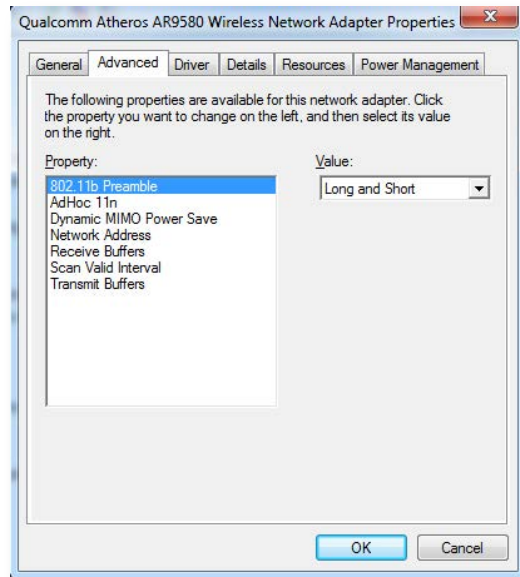 Qualcomm Atheros AR9580 Wireless Network Adapter Properties
General Advanced Driver Details Resources Power Management
The following properties are available for this network adapter. Click
the property you want to change on the left, and then select its value
on the right.
Property:
802.11b Preamble
AdHoc 11n
Dynamic MIMO Power Save
Network Address
Receive Buffers
Scan Valid Interval
Transmit Buffers
Value:
Long and Short
OK Cancel